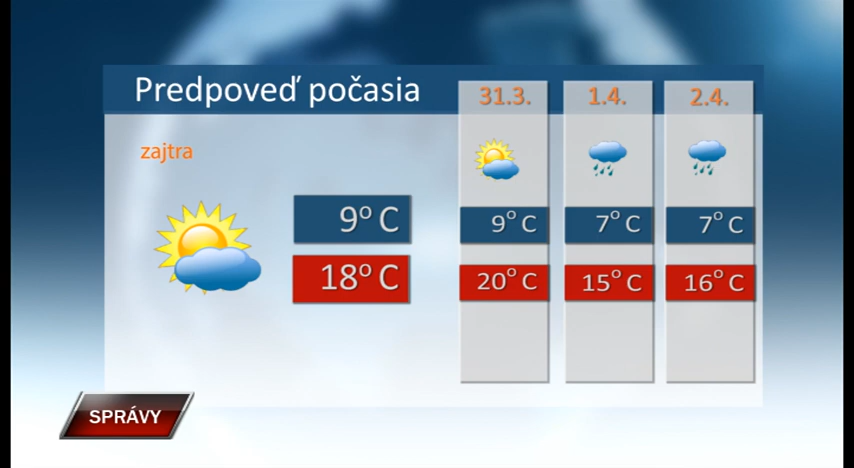 Predpoveď počasia
zajtra
9° C
18° C
31.3.
9° C
20° C
1.4.
7° C
15° C
2.4.
7° C
16° C
SPRÁVY